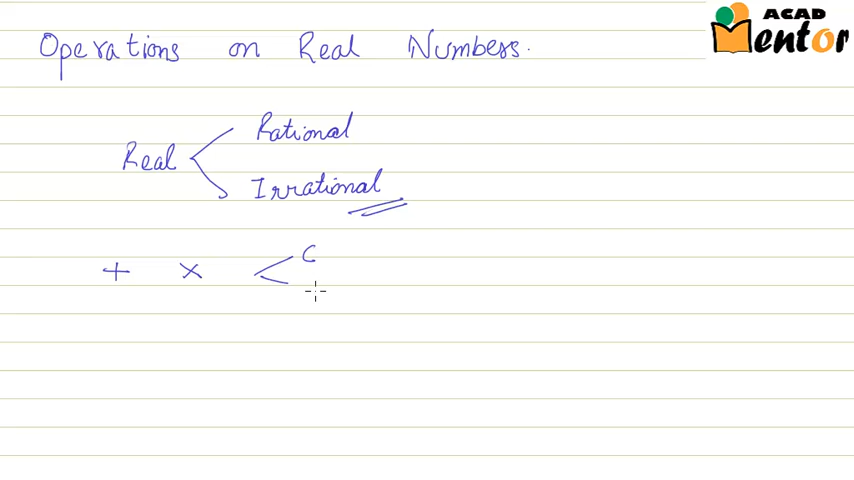 Operations on Real Numbers.
ACAD
Mentor
Rational
Real
Irrational
+ × < C